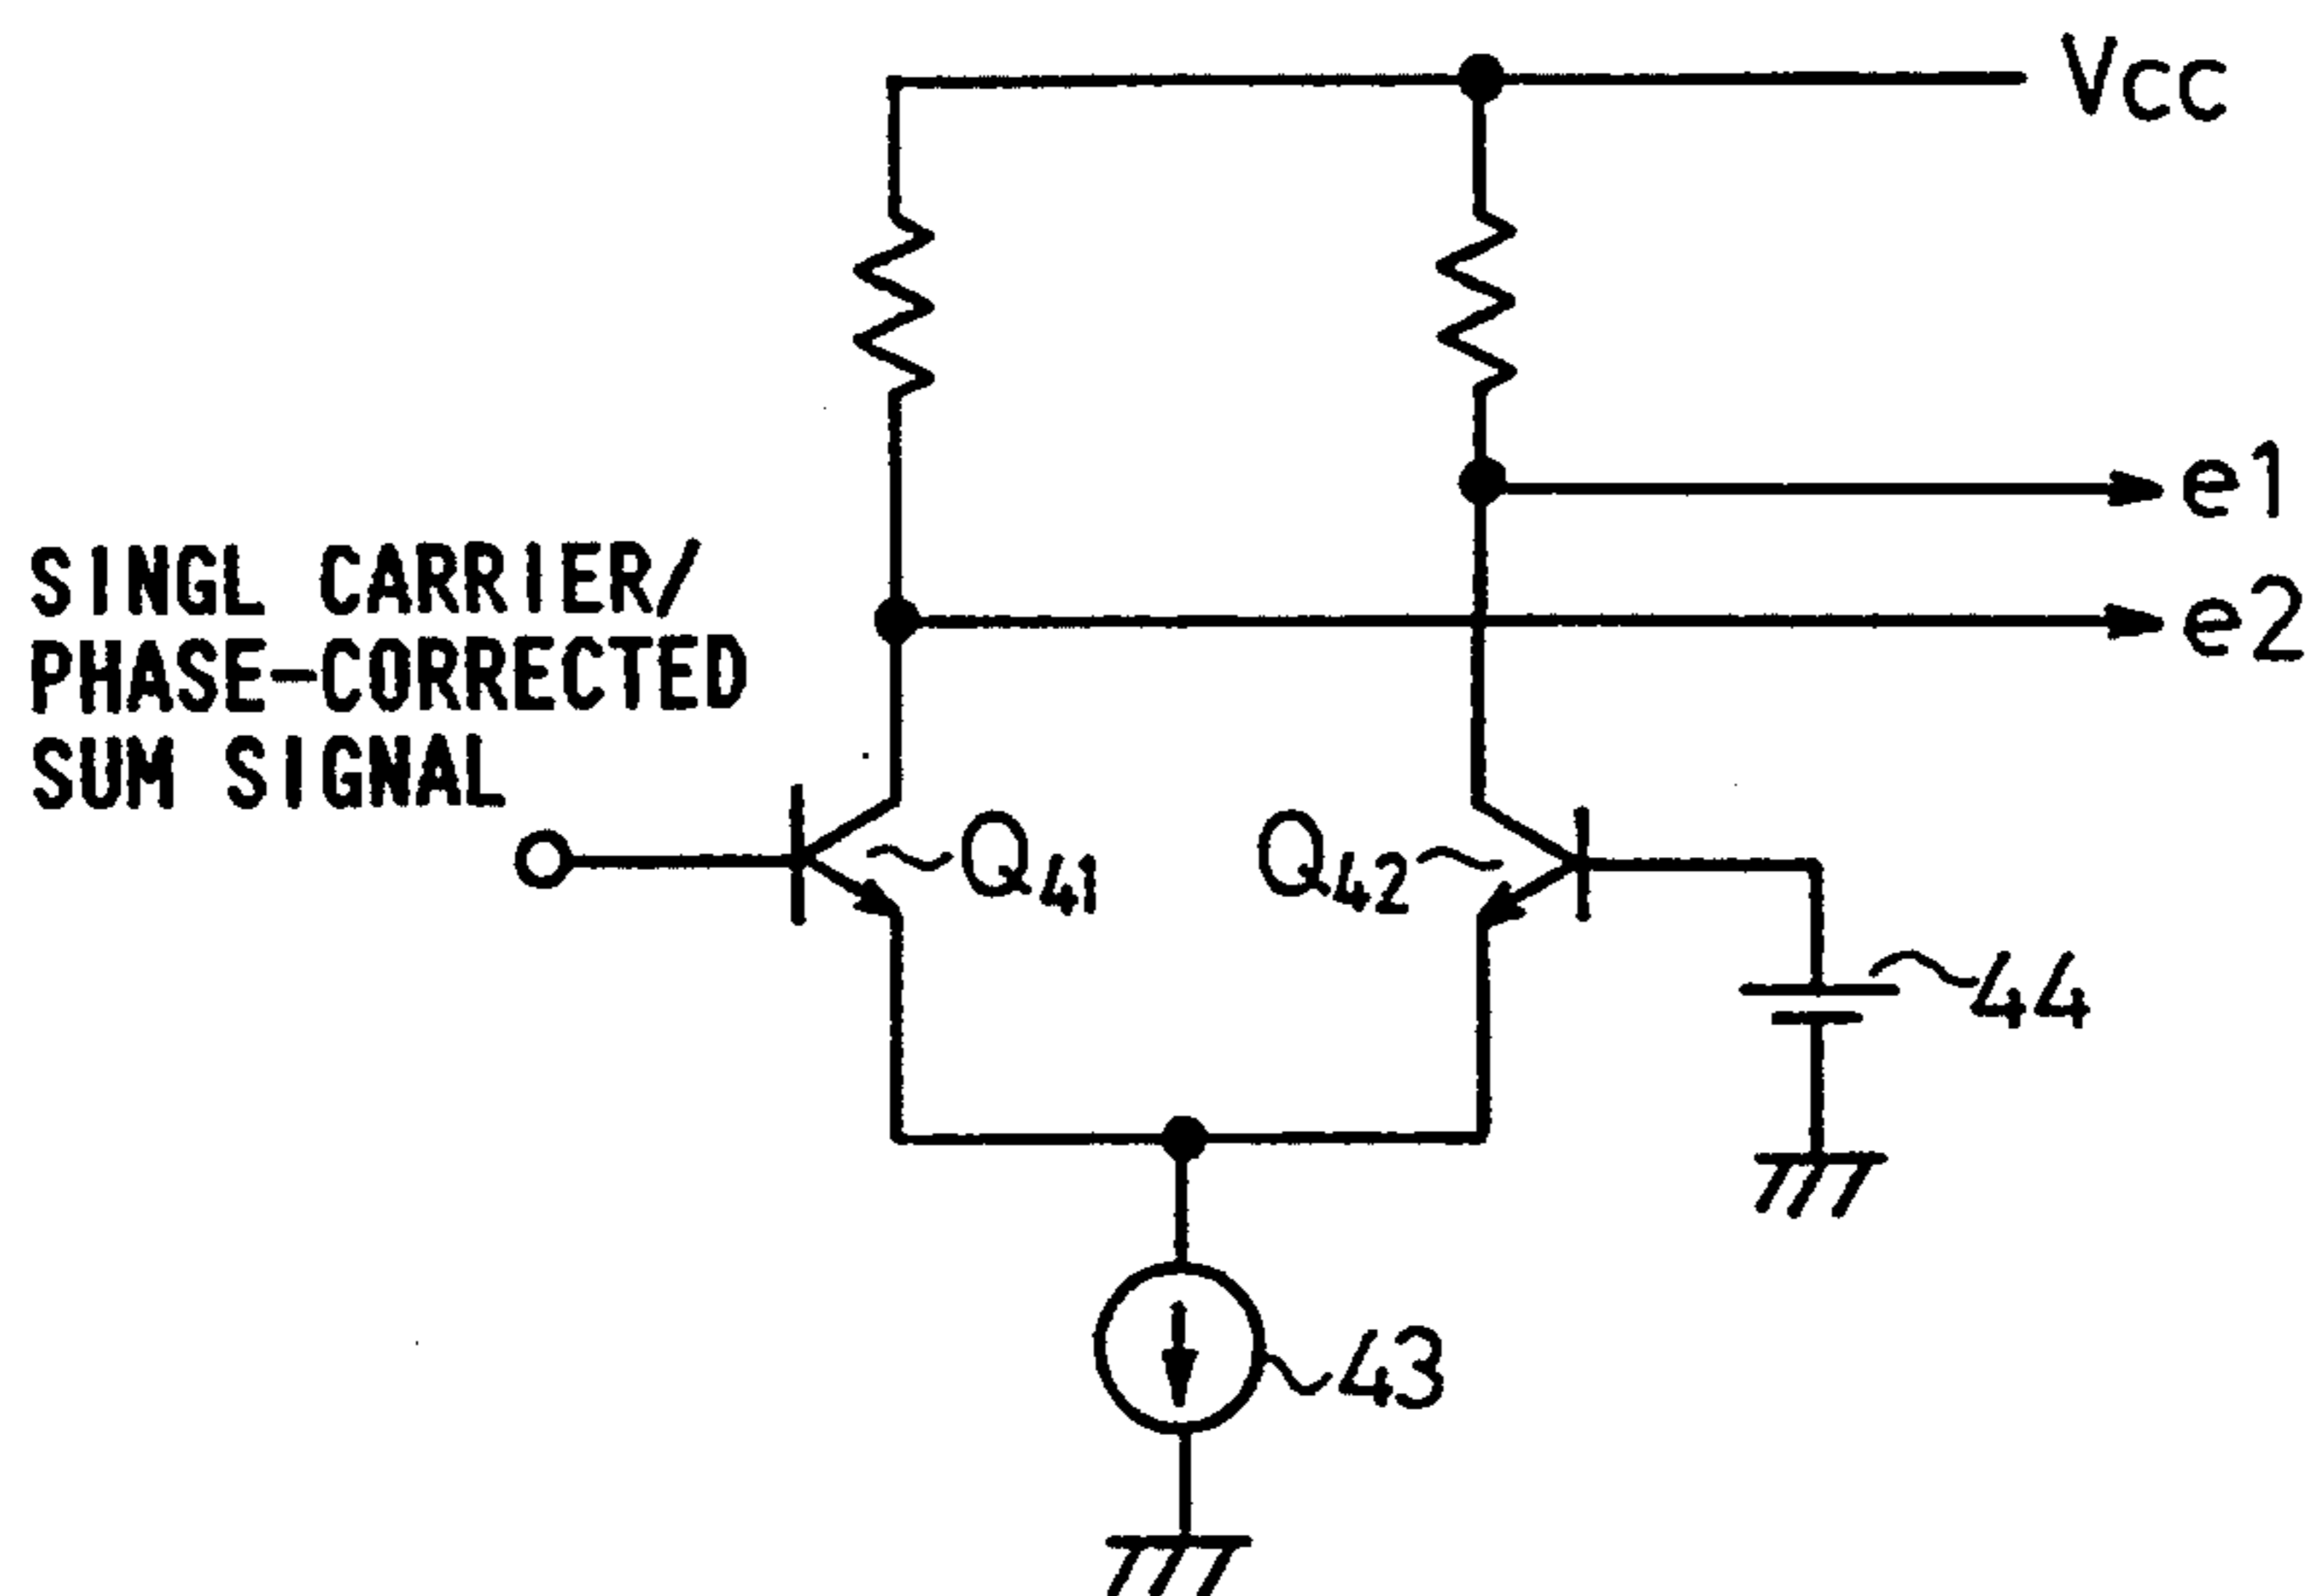 Vcc
e1
e2
SINGL CARRIER/
PHASE-CORRECTED
SUM SIGNAL
Q41
Q42
44
43